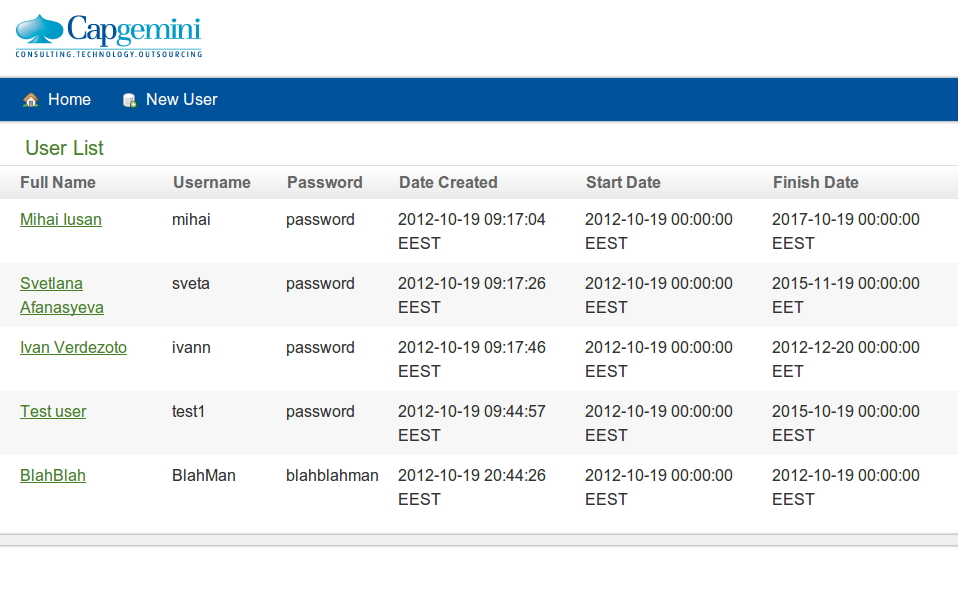 Capgemini
CONSULTING.TECHNOLOGY.OUTSOURCING
Home New User
User List
Full Name Username Password Date Created Start Date Finish Date
Mihai Iusan mihai password 2012-10-19 09:17:04 2012-10-19 00:00:00 2017-10-19 00:00:00
EEST EEST EEST
Svetlana sveta password 2012-10-19 09:17:26 2012-10-19 00:00:00 2015-11-19 00:00:00
Afanasyeva EEST EEST EET
Ivan Verdezoto ivann password 2012-10-19 09:17:46 2012-10-19 00:00:00 2012-12-20 00:00:00
EEST EEST EET
Test user test1 password 2012-10-19 09:44:57 2012-10-19 00:00:00 2015-10-19 00:00:00
EEST EEST EEST
BlahBlah BlahMan blahblahman 2012-10-19 20:44:26 2012-10-19 00:00:00 2012-10-19 00:00:00
EEST EEST EEST